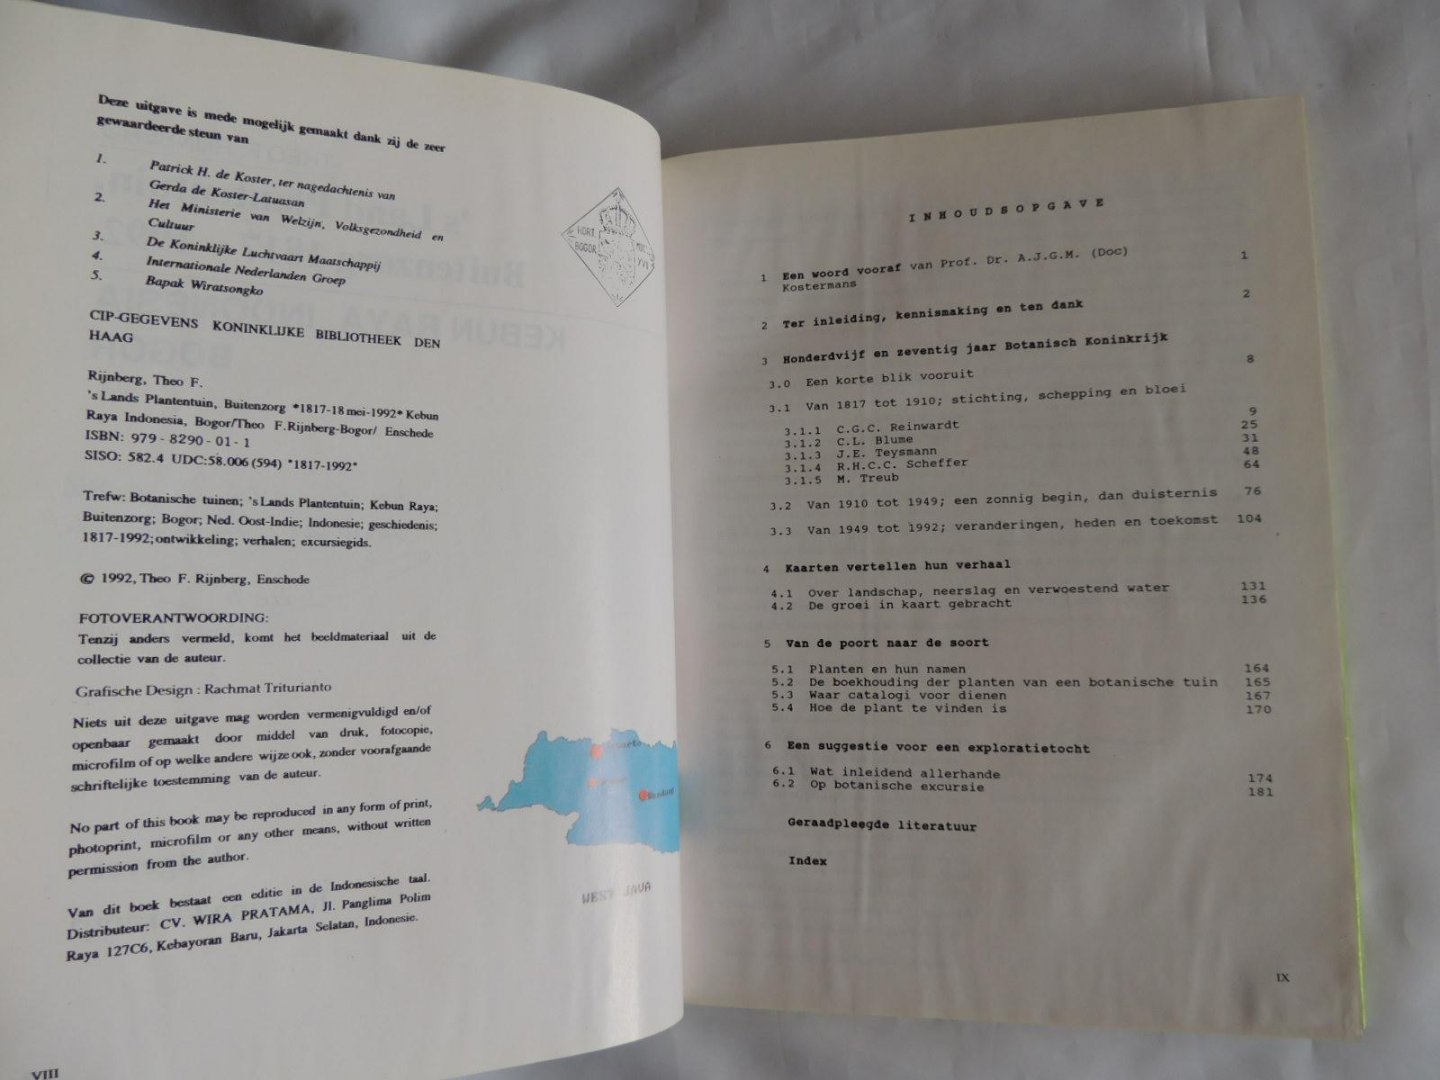 Deze uitgave is mede mogelijk gemaakt dank zij de zeer
gewaardeerde steun van
1. Patrick H. de Koster, ter nagedachtenis van
Gerda de Koster-Latuasan
2. Het Ministerie van Welzijn, Volksgezondheid en
Cultuur
3. De Koninklijke Luchtvaart Maatschappij
4. Internationale Nederlanden Groep
5. Bapak Wiratsongko
HORT.
BOGOR
CIP-GEGEVENS KONINKLIJKE BIBLIOTHEEK DEN
HAAG
Rijnberg, Theo F.
's Lands Plantentuin, Buitenzorg *1817-18 mei-1992* Kebun
Raya Indonesia, Bogor/Theo F.Rijnberg-Bogor/ Enschede
ISBN: 979 - 8290 - 01 - 1
SISO: 582.4 UDC:58.006 (594) "1817-1992"
Trefw: Botanische tuinen; 's Lands Plantentuin; Kebun Raya;
Buitenzorg; Bogor; Ned. Oost-Indie; Indonesie; geschiedenis;
1817-1992; ontwikkeling; verhalen; excursiegids.
© 1992, Theo F. Rijnberg, Enschede
FOTOVERANTWOORDING:
Tenzij anders vermeld, komt het beeldmateriaal uit de
collectie van de auteur.
Grafische Design : Rachmat Triturianto
Niets uit deze uitgave mag worden vermenigvuldigd en/of
openbaar gemaakt door middel van druk, fotocopie,
microfilm of op welke andere wijze ook, zonder voorafgaande
schriftelijke toestemming van de auteur.
No part of this book may be reproduced in any form of print,
photoprint, microfilm or any other means, without written
permission from the author.
Van dit boek bestaat een editie in de Indonesische taal.
Distributeur: CV. WIRA PRATAMA, Jl. Panglima Polim
Raya 127C6, Kebayoran Baru, Jakarta Selatan, Indonesie.
WEST JAVA
VIII
INHOUDSOPGAVE
1 Een woord vooraf van Prof. Dr. A.J.G.M. (Doc) 1
Kostermans
2 Ter inleiding, kennismaking en ten dank 2
3 Honderdvijf en zeventig jaar Botanisch Koninkrijk
3.0 Een korte blik vooruit 8
3.1 Van 1817 tot 1910; stichting, schepping en bloei
3.1.1 C.G.C. Reinwardt 9
3.1.2 C.L. Blume 25
3.1.3 J.E. Teysmann 31
3.1.4 R.H.C.C. Scheffer 48
3.1.5 M. Treub 64
3.2 Van 1910 tot 1949; een zonnig begin, dan duisternis 76
3.3 Van 1949 tot 1992; veranderingen, heden en toekomst 104
4 Kaarten vertellen hun verhaal
4.1 Over landschap, neerslag en verwoestend water 131
4.2 De groei in kaart gebracht 136
5 Van de poort naar de soort
5.1 Planten en hun namen 164
5.2 De boekhouding der planten van een botanische tuin 165
5.3 Waar catalogi voor dienen 167
5.4 Hoe de plant te vinden is 170
6 Een suggestie voor een exploratietocht
6.1 Wat inleidend allerhande 174
6.2 Op botanische excursie 181
Geraadpleegde literatuur
Index
IX